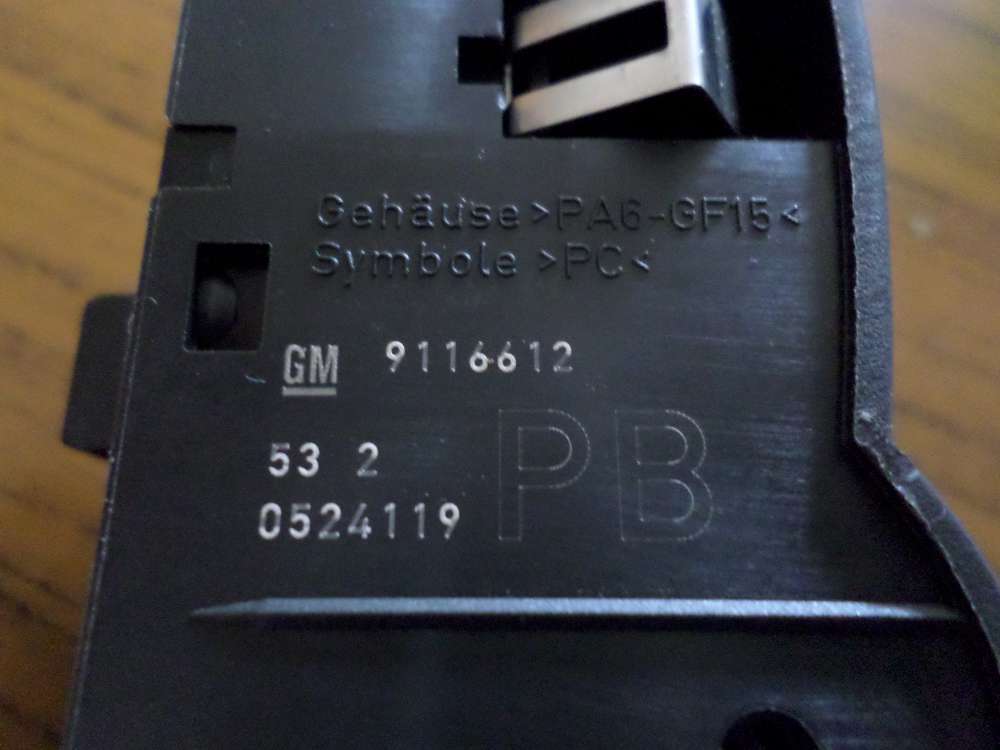 Gehäuse >PA6-GF15<
Symbole >PC<
GM 9116612
53 2
0524119
PB